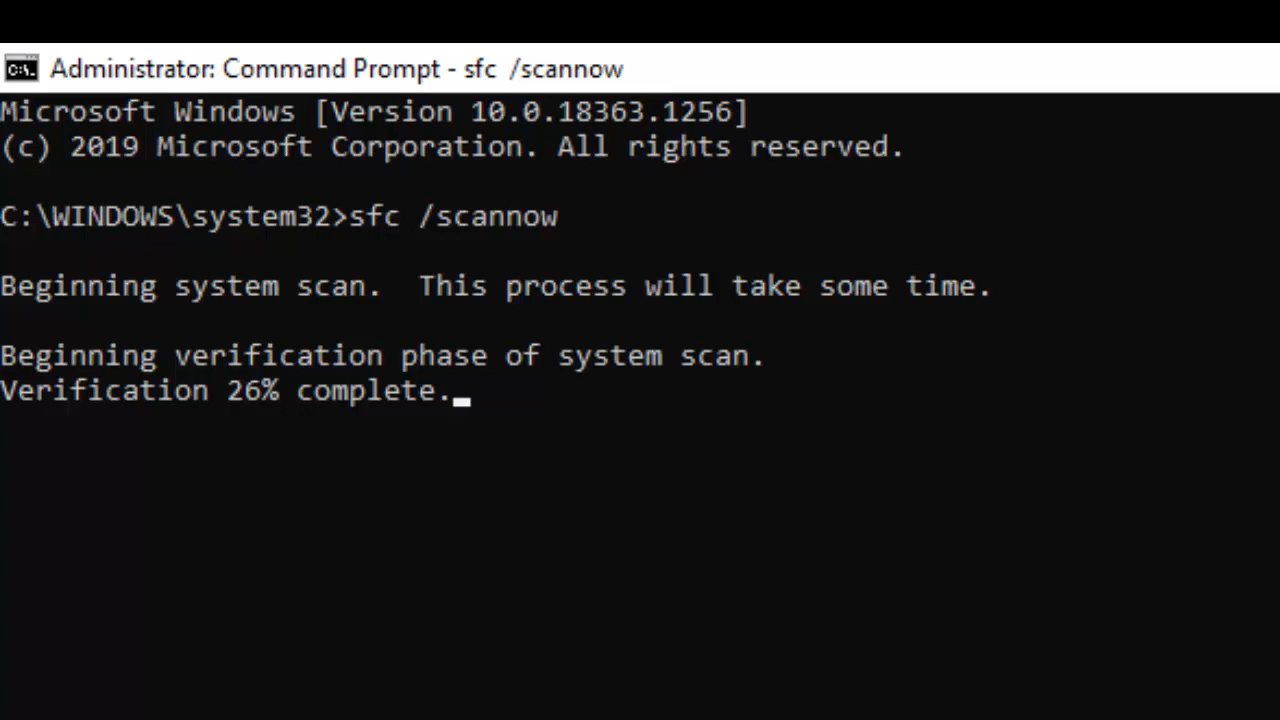 C:\.
Administrator: Command Prompt - sfc  /scannow
Microsoft Windows [Version 10.0.18363.1256]
(c) 2019 Microsoft Corporation. All rights reserved.
C:\WINDOWS\system32>sfc /scannow
Beginning system scan.  This process will take some time.
Beginning verification phase of system scan.
Verification 26% complete.